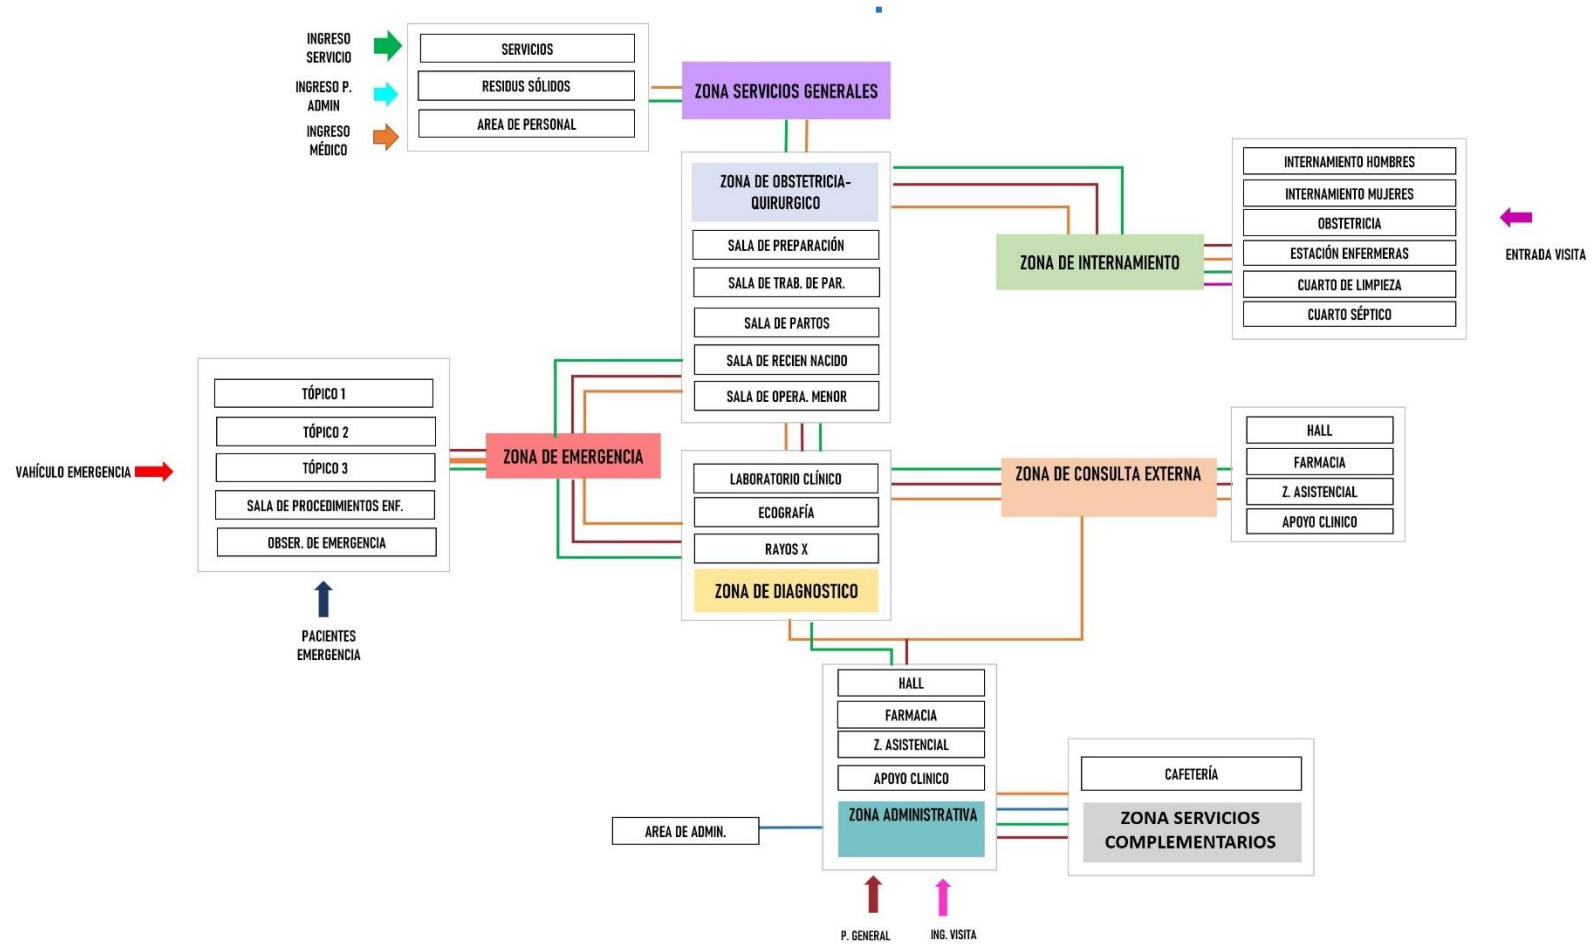 INGRESO
SERVICIO
INGRESO P.
ADMIN
INGRESO
MÉDICO
SERVICIOS
RESIDUS SÓLIDOS
AREA DE PERSONAL
ZONA SERVICIOS GENERALES
ZONA DE OBSTETRICIA-
QUIRURGICO
SALA DE PREPARACIÓN
SALA DE TRAB. DE PAR.
SALA DE PARTOS
SALA DE RECIEN NACIDO
SALA DE OPERA. MENOR
ZONA DE INTERNAMIENTO
INTERNAMIENTO HOMBRES
INTERNAMIENTO MUJERES
OBSTETRICIA
ESTACIÓN ENFERMERAS
CUARTO DE LIMPIEZA
CUARTO SÉPTICO
ENTRADA VISITA
VAHÍCULO EMERGENCIA
TÓPICO 1
TÓPICO 2
TÓPICO 3
SALA DE PROCEDIMIENTOS ENF.
OBSER. DE EMERGENCIA
PACIENTES
EMERGENCIA
ZONA DE EMERGENCIA
LABORATORIO CLÍNICO
ECOGRAFÍA
RAYOS X
ZONA DE DIAGNOSTICO
ZONA DE CONSULTA EXTERNA
HALL
FARMACIA
Z. ASISTENCIAL
APOYO CLINICO
HALL
FARMACIA
Z. ASISTENCIAL
APOYO CLINICO
ZONA ADMINISTRATIVA
AREA DE ADMIN.
CAFETERÍA
ZONA SERVICIOS
COMPLEMENTARIOS
P. GENERAL
ING. VISITA